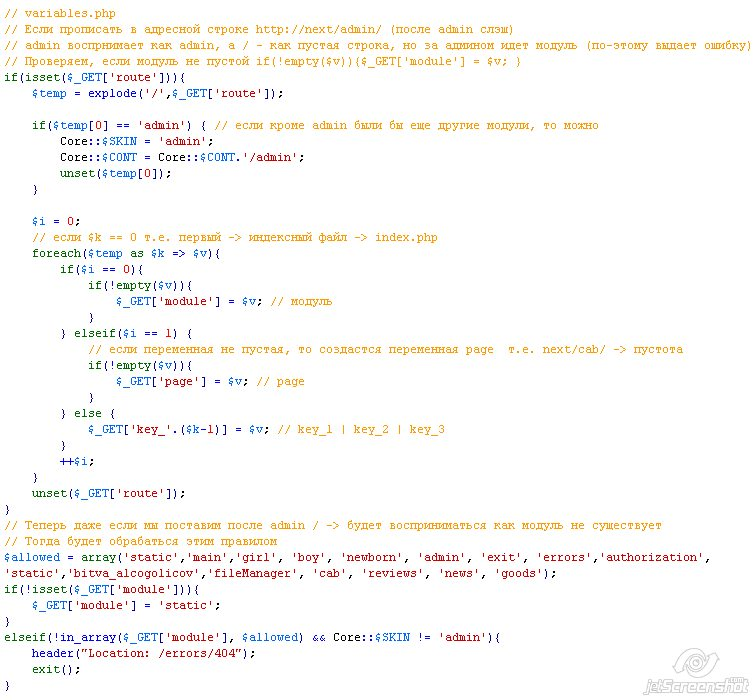 // variables.php
// Если прописать в адресной строке http://next/admin/ (после admin слэш)
// admin воспрнимает как admin, а / - как пустая строка, но за админом идет модуль (по-этому выдает ошибку)
// Проверяем, если модуль не пустой if(!empty($v)){$_GET['module'] = $v; }
if(isset($_GET['route'])){
$temp = explode('/',$_GET['route']);
if($temp[0] == 'admin') { // если кроме admin были бы еще другие модули, то можно
Core::$SKIN = 'admin';
Core::$CONT = Core::$CONT.'/admin';
unset($temp[0]);
}
$i = 0;
// если $k == 0 т.е. первый -> индексный файл -> index.php
foreach($temp as $k => $v){
if($i == 0){
if(!empty($v)){
$_GET['module'] = $v; // модуль
}
} elseif($i == 1) {
// если переменная не пустая, то создастся переменная page  т.е. next/cab/ -> пустота
if(!empty($v)){
$_GET['page'] = $v; // page
}
} else {
$_GET['key_'.($k-1)] = $v; // key_1 | key_2 | key_3
}
++$i;
}
unset($_GET['route']);
}
// Теперь даже если мы поставим после admin / -> будет восприниматься как модуль не существует
// Тогда будет обрабаться этим правилом
$allowed = array('static','main','girl', 'boy', 'newborn', 'admin', 'exit', 'errors','authorization',
'static','bitva_alcogolicov','fileManager', 'cab', 'reviews', 'news', 'goods');
if(!isset($_GET['module'])){
$_GET['module'] = 'static';
}
elseif(!in_array($_GET['module'], $allowed) && Core::$SKIN != 'admin'){
header("Location: /errors/404");
exit();
}
jetScreenshot.com